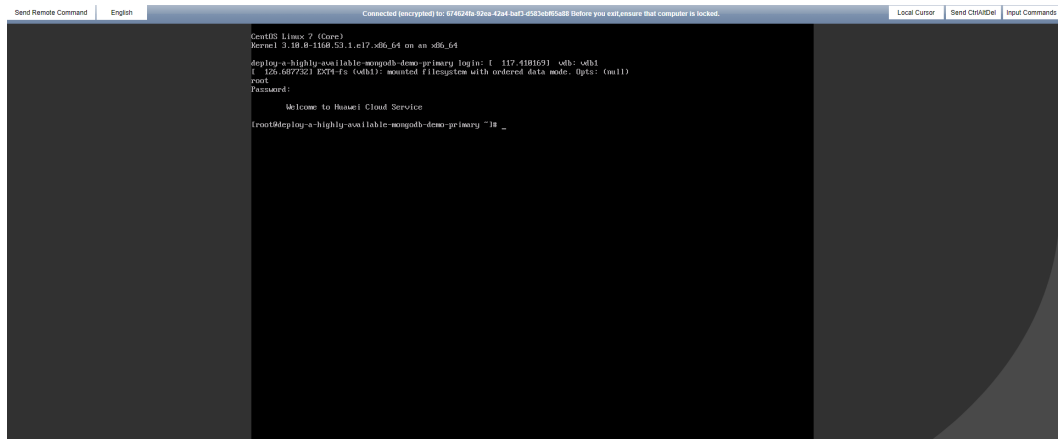 Send Remote Command English Connected (encrypted) to: 674624fa-92ea-42a4-baf3-d583ebf65a88 Before you exit,ensure that computer is locked. Local Cursor Send CtrlAltDel Input Commands
CentOS Linux 7 (Core)
Kernel 3.10.0-1160.53.1.el7.x86_64 on an x86_64
deploy-a-highly-available-mongodb-demo-primary login: [  117.410169]  vdb: vdb1
[  126.687732] EXT4-fs (vdb1): mounted filesystem with ordered data mode. Opts: (null)
root
Password:
Welcome to Huawei Cloud Service
[root@deploy-a-highly-available-mongodb-demo-primary ~]# _